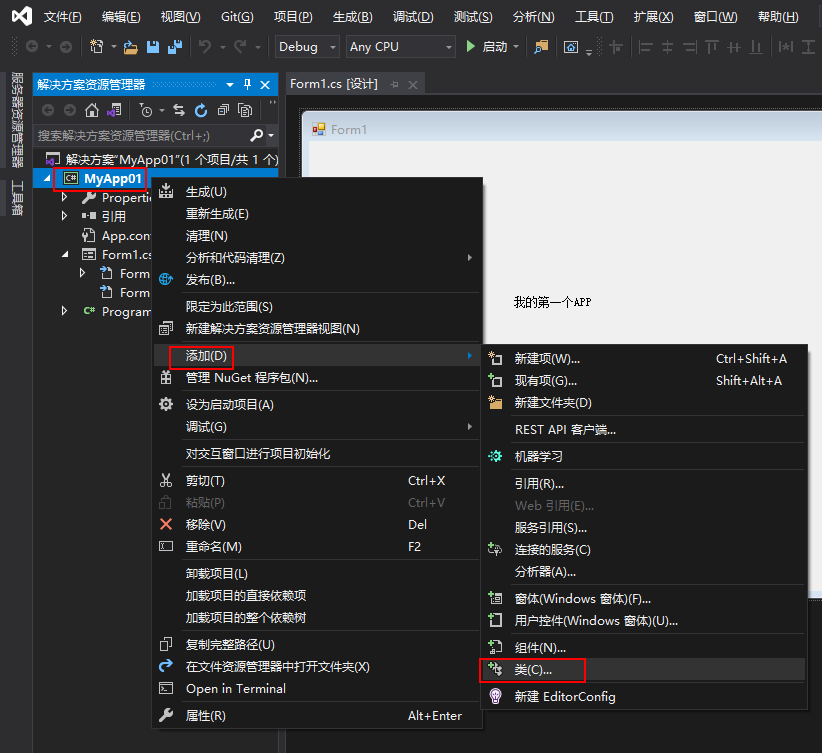 文件(F) 编辑(E) 视图(V) Git(G) 项目(P) 生成(B) 调试(D) 测试(S) 分析(N) 工具(T) 扩展(X) 窗口(W) 帮助(H)
Debug Any CPU 启动
服务器资源管理器
工具箱
解决方案资源管理器
搜索解决方案资源管理器(Ctrl+;)
解决方案"MyApp01"(1 个项目/共 1 个)
C# MyApp01
Properti
引用
App.con
Form1.cs
Form
Form
C# Program
Form1.cs [设计]
Form1
我的第一个APP
生成(U)
重新生成(E)
清理(N)
分析和代码清理(Z)
发布(B)...
限定为此范围(S)
新建解决方案资源管理器视图(N)
添加(D)
管理 NuGet 程序包(N)...
设为启动项目(A)
调试(G)
对交互窗口进行项目初始化
剪切(T) Ctrl+X
粘贴(P) Ctrl+V
移除(V) Del
重命名(M) F2
卸载项目(L)
加载项目的直接依赖项
加载项目的整个依赖树
复制完整路径(U)
在文件资源管理器中打开文件夹(X)
Open in Terminal
属性(R) Alt+Enter
新建项(W)... Ctrl+Shift+A
现有项(G)... Shift+Alt+A
新建文件夹(D)
REST API 客户端...
机器学习
引用(R)...
Web 引用(E)...
服务引用(S)...
连接的服务(C)
分析器(A)...
窗体(Windows 窗体)(F)...
用户控件(Windows 窗体)(U)...
组件(N)...
类(C)...
新建 EditorConfig